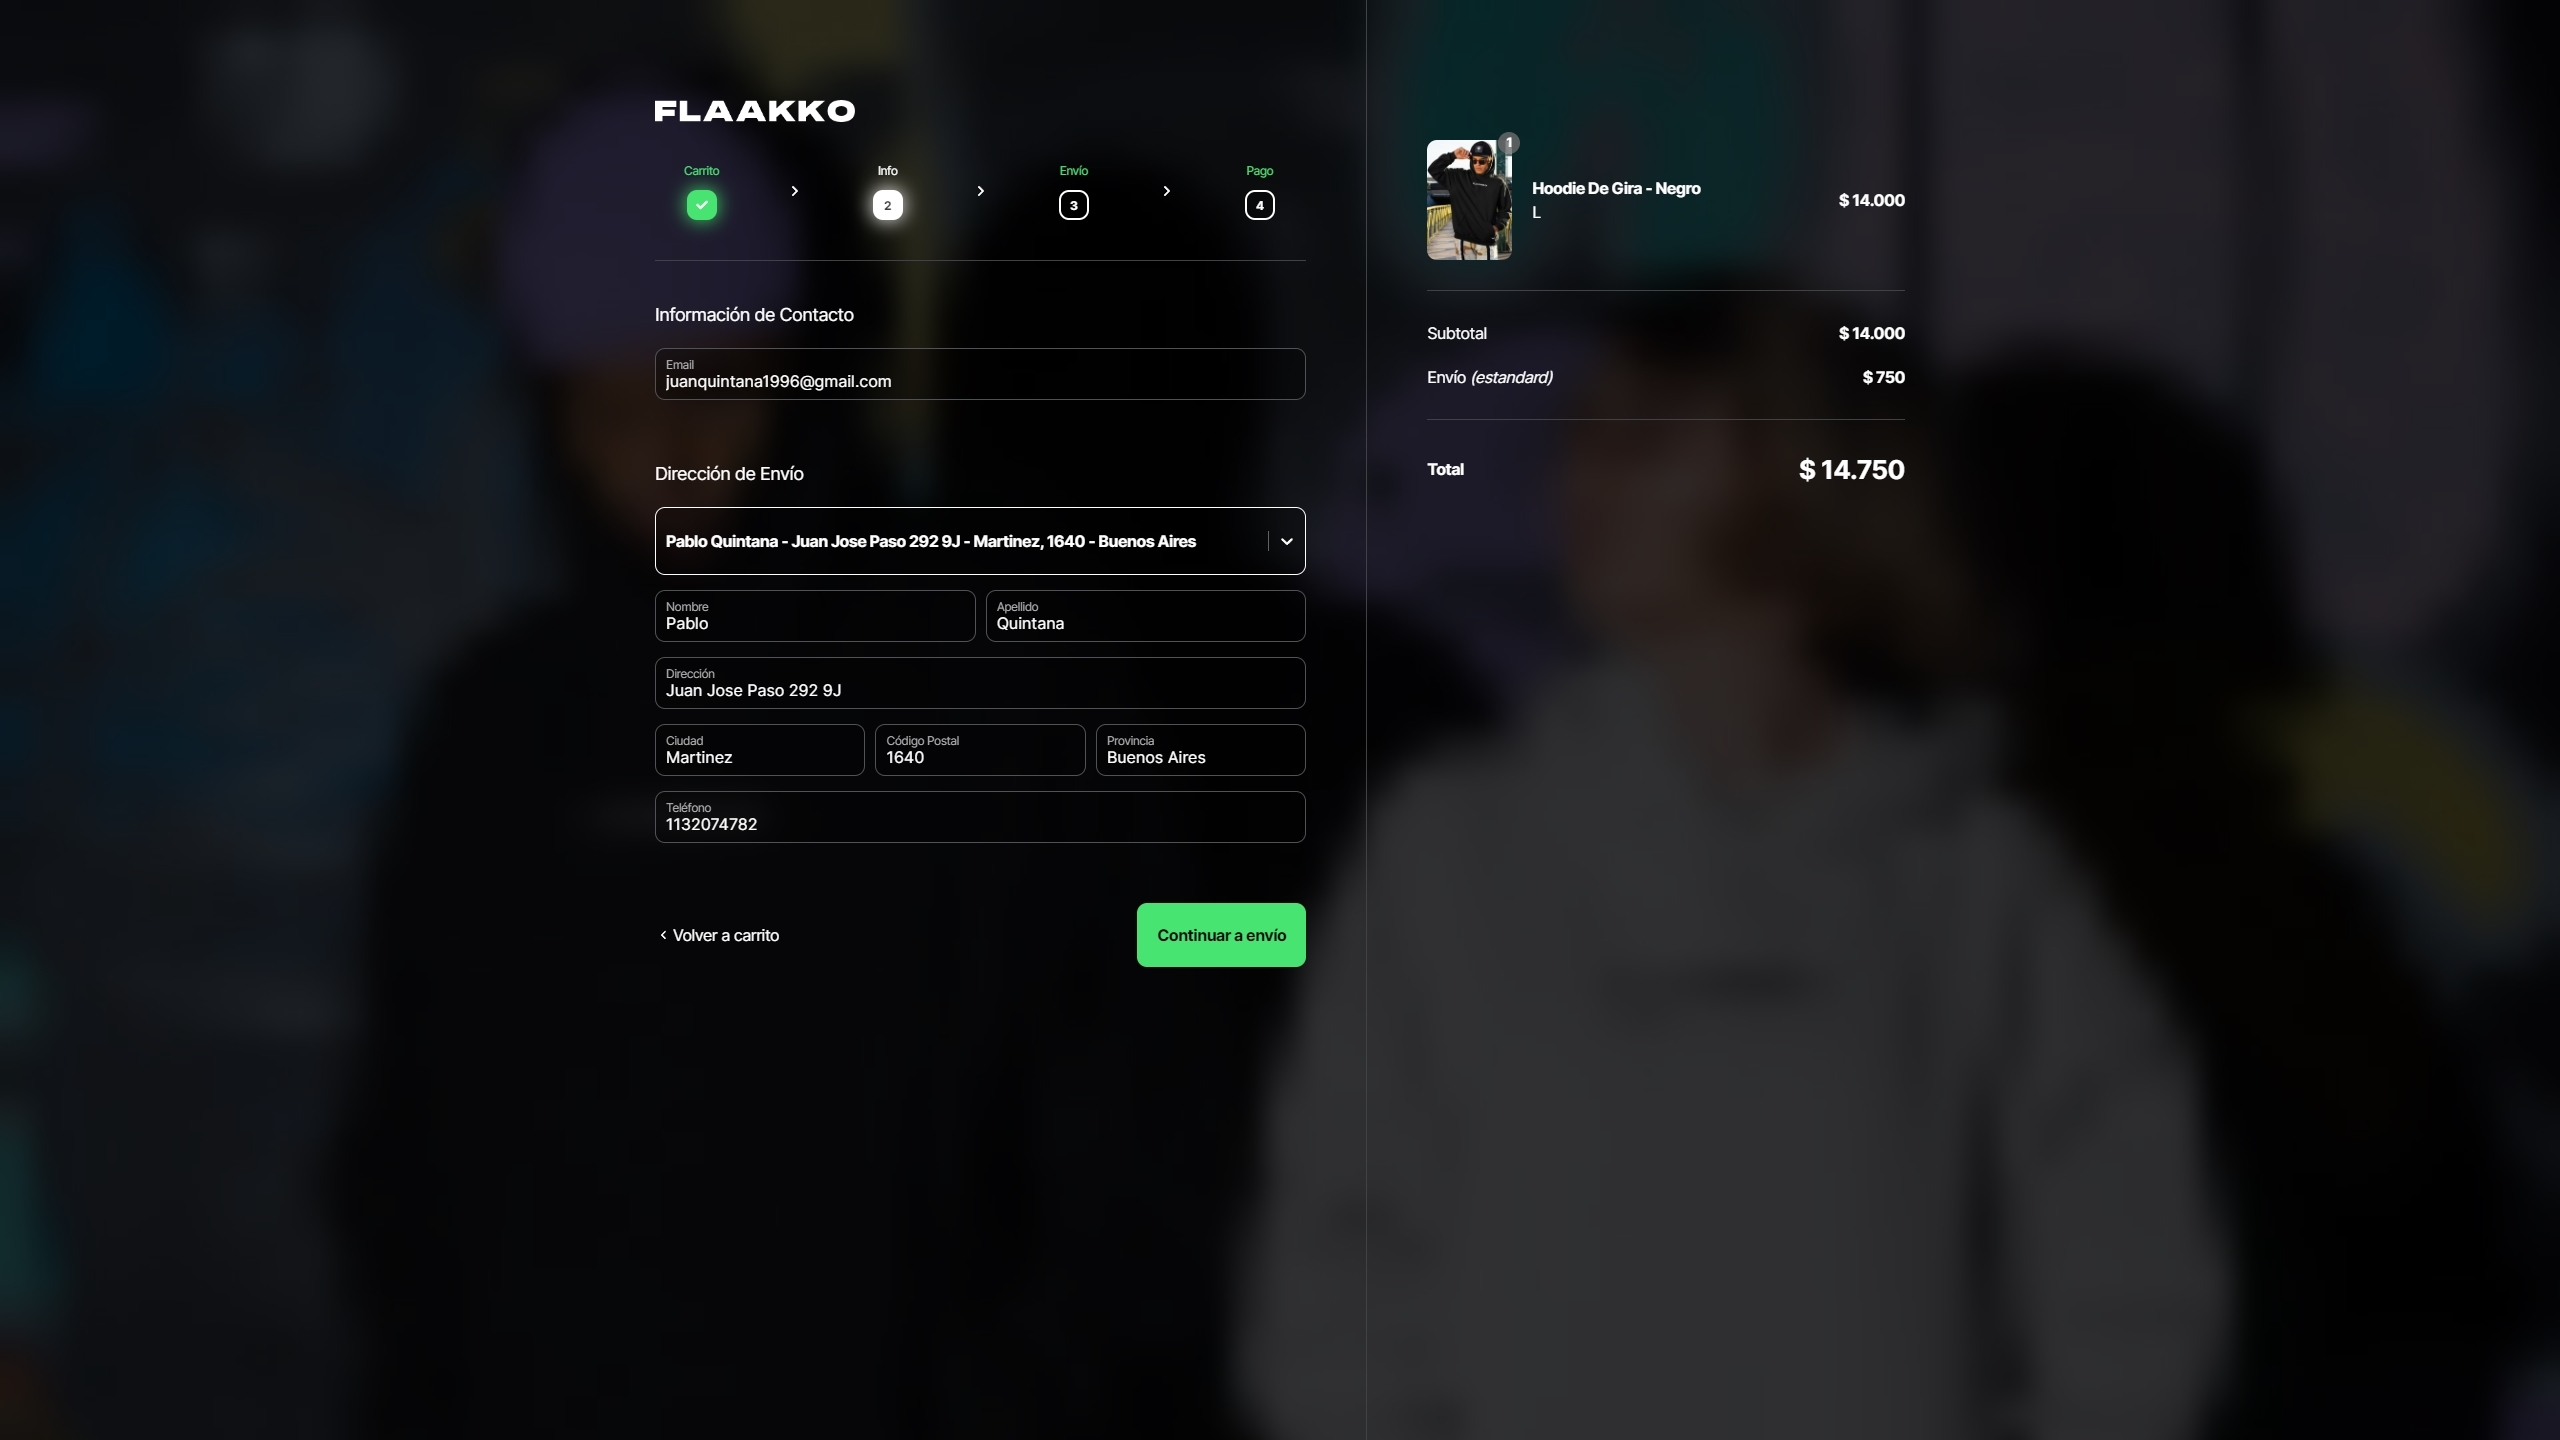 FLAAKKO
Carrito
Info
Envío
Pago
2
3
4
Información de Contacto
Email
juanquintana1996@gmail.com
Dirección de Envío
Pablo Quintana - Juan Jose Paso 292 9J - Martinez, 1640 - Buenos Aires
Nombre
Pablo
Apellido
Quintana
Dirección
Juan Jose Paso 292 9J
Ciudad
Martinez
Código Postal
1640
Provincia
Buenos Aires
Teléfono
1132074782
Volver a carrito
Continuar a envío
1
Hoodie De Gira - Negro
L
$ 14.000
Subtotal
$ 14.000
Envío (estandard)
$ 750
Total
$ 14.750